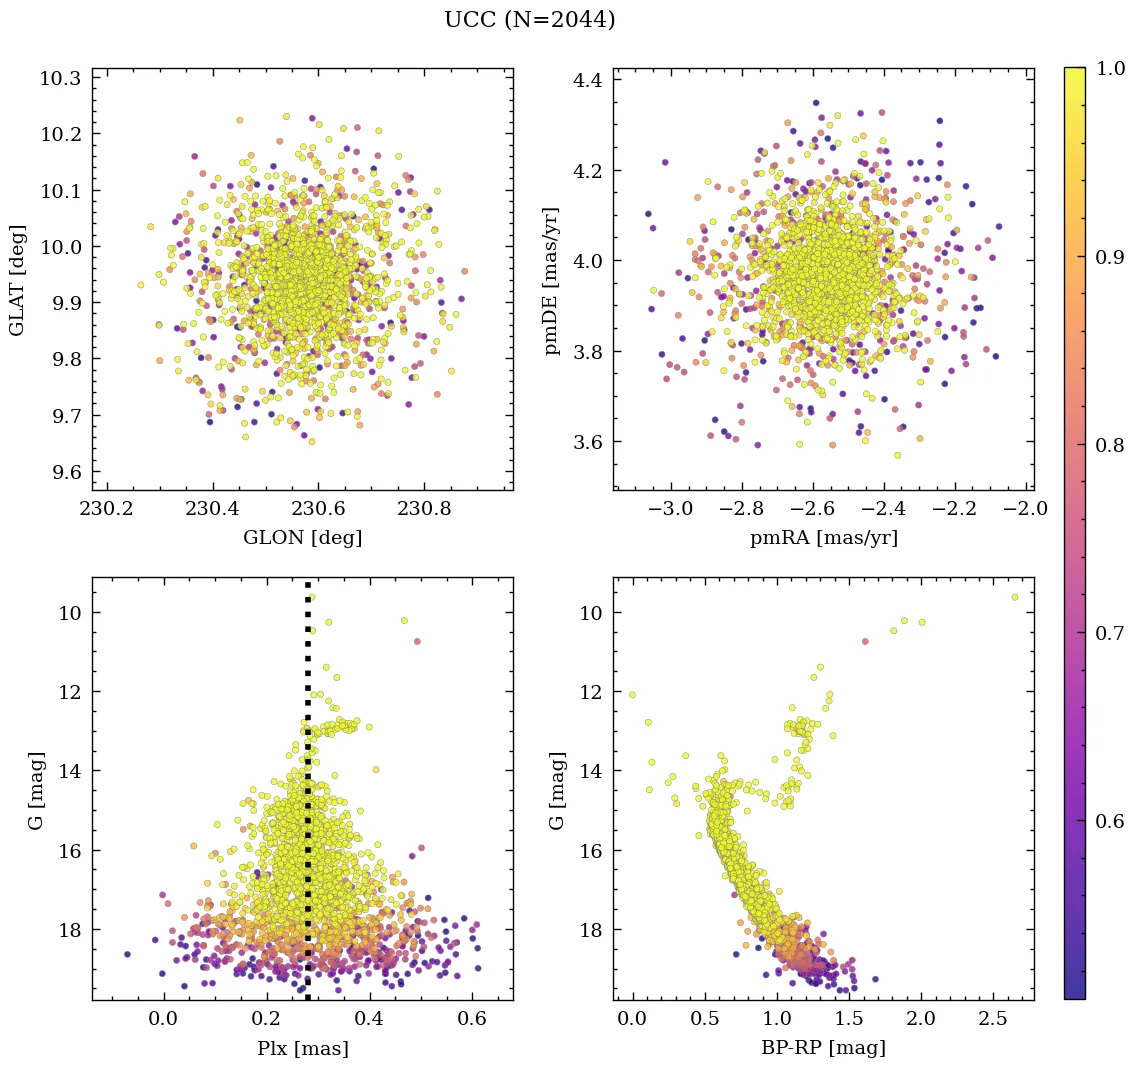 UCC (N=2044)
10.3
10.2
10.1
10.0
9.9
9.8
9.7
9.6
GLAT [deg]
230.2 230.4 230.6 230.8
GLON [deg]
4.4
4.2
4.0
3.8
3.6
pmDE [mas/yr]
−3.0 −2.8 −2.6 −2.4 −2.2 −2.0
pmRA [mas/yr]
1.0
0.9
0.8
0.7
0.6
10
12
14
16
18
G [mag]
0.0 0.2 0.4 0.6
Plx [mas]
10
12
14
16
18
G [mag]
0.0 0.5 1.0 1.5 2.0 2.5
BP-RP [mag]